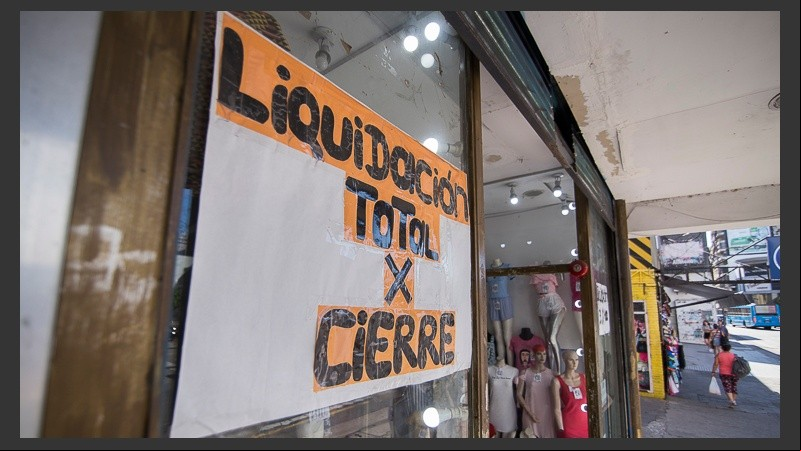 LiquiDación
ToTaL
X
CiERRE